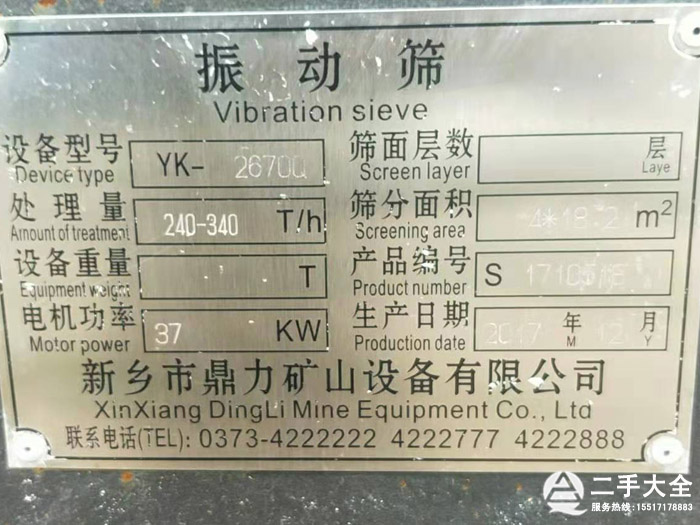 振动筛
Vibration sieve
设备型号 YK- 2670Q 筛面层数 层
Device type Screen layer Laye
处理量 240-340 T/h 筛分面积 4*18.2 m²
Amount of treatment Screening area
设备重量 T 产品编号 S
Equipment weight Product number
电机功率 37 KW 生产日期 2017 年 12 月
Motor power Production date M Y
新乡市鼎力矿山设备有限公司
XinXiang DingLi Mine Equipment Co., Ltd
联系电话(TEL): 0373-4222222 4222777 4222888
二手大全
服务热线: 15517178883